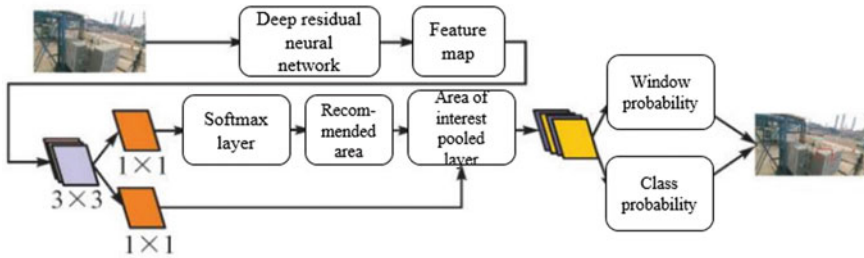 Deep residual
neural
network
Feature
map
3×3
1×1
1×1
Softmax
layer
Recom-
mended
area
Area of
interest
pooled
layer
Window
probability
Class
probability